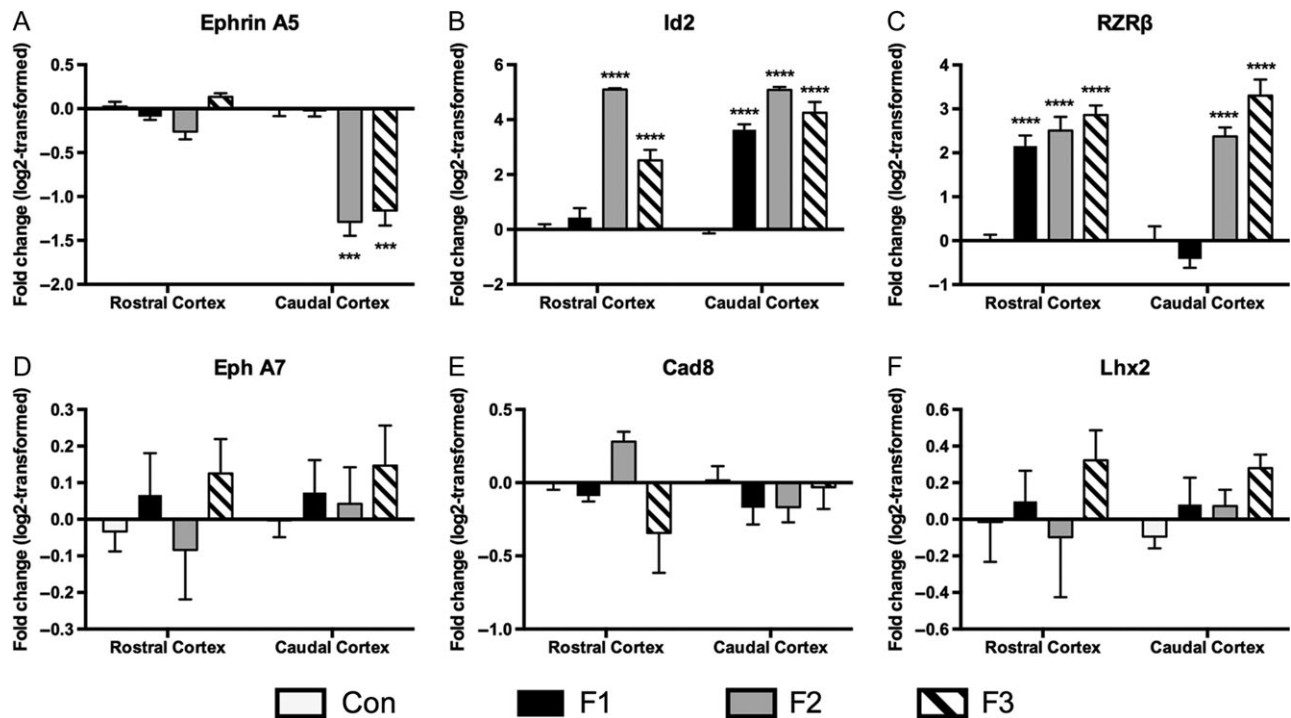 A Ephrin A5
Fold change (log2-transformed)
0.5
0.0
–0.5
–1.0
–1.5
–2.0
*** ***
Rostral Cortex Caudal Cortex
B Id2
Fold change (log2-transformed)
6
4
2
0
–2
**** **** **** **** ****
Rostral Cortex Caudal Cortex
C RZRβ
Fold change (log2-transformed)
4
3
2
1
0
–1
**** **** **** **** ****
Rostral Cortex Caudal Cortex
D Eph A7
Fold change (log2-transformed)
0.3
0.2
0.1
0.0
–0.1
–0.2
–0.3
Rostral Cortex Caudal Cortex
E Cad8
Fold change (log2-transformed)
0.5
0.0
–0.5
–1.0
Rostral Cortex Caudal Cortex
F Lhx2
Fold change (log2-transformed)
0.6
0.4
0.2
0.0
–0.2
–0.4
–0.6
Rostral Cortex Caudal Cortex
Con F1 F2 F3